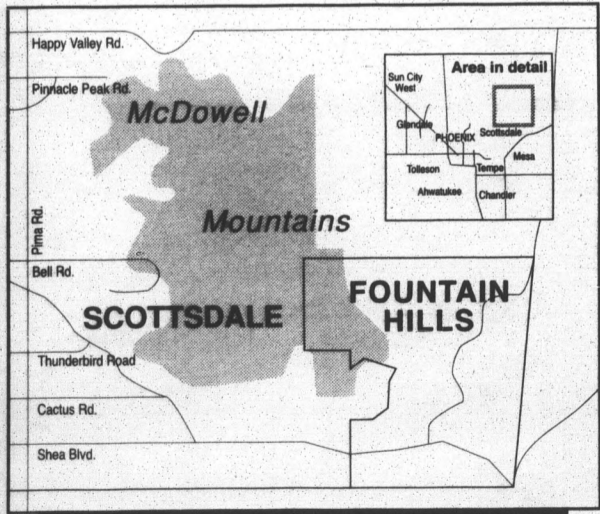 Happy Valley Rd.
Pinnacle Peak Rd.
McDowell
Mountains
Pima Rd.
Bell Rd.
SCOTTSDALE
FOUNTAIN
HILLS
Thunderbird Road
Cactus Rd.
Shea Blvd.
Area in detail
Sun City
West
Glendale
PHOENIX
Scottsdale
Mesa
Tolleson
Tempe
Ahwatukee
Chandler